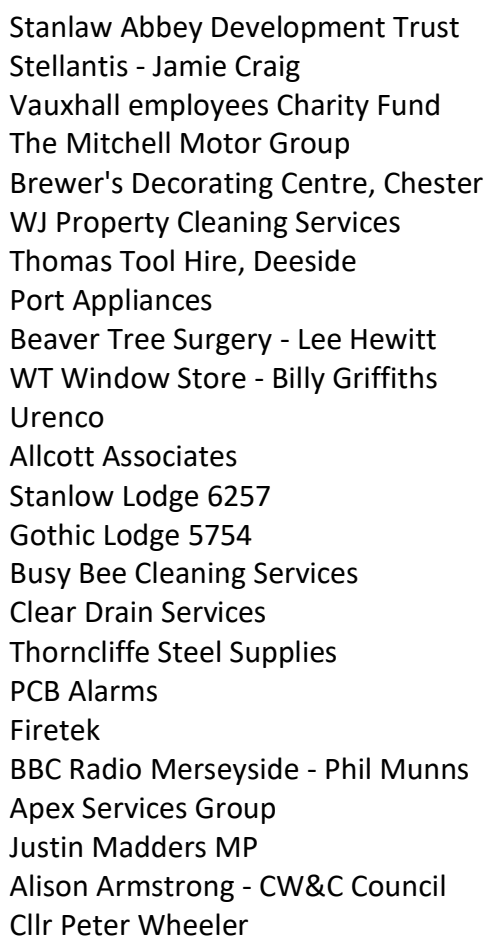 Stanlaw Abbey Development Trust
Stellantis - Jamie Craig
Vauxhall employees Charity Fund
The Mitchell Motor Group
Brewer's Decorating Centre, Chester
WJ Property Cleaning Services
Thomas Tool Hire, Deeside
Port Appliances
Beaver Tree Surgery - Lee Hewitt
WT Window Store - Billy Griffiths
Urenco
Allcott Associates
Stanlow Lodge 6257
Gothic Lodge 5754
Busy Bee Cleaning Services
Clear Drain Services
Thorncliffe Steel Supplies
PCB Alarms
Firetek
BBC Radio Merseyside - Phil Munns
Apex Services Group
Justin Madders MP
Alison Armstrong - CW&C Council
Cllr Peter Wheeler